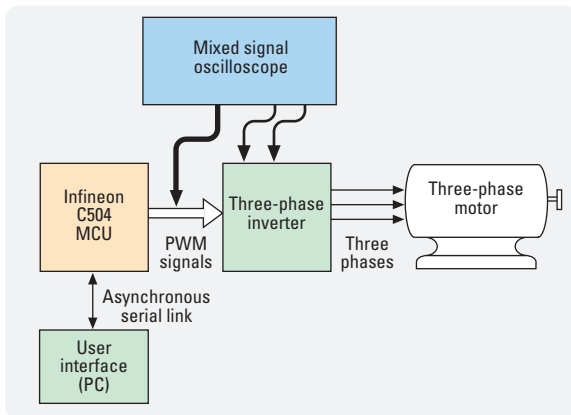 Mixed signal
oscilloscope
Infineon
C504
MCU
Three-phase
inverter
Three-phase
motor
PWM
signals
Three
phases
Asynchronous
serial link
User
interface
(PC)